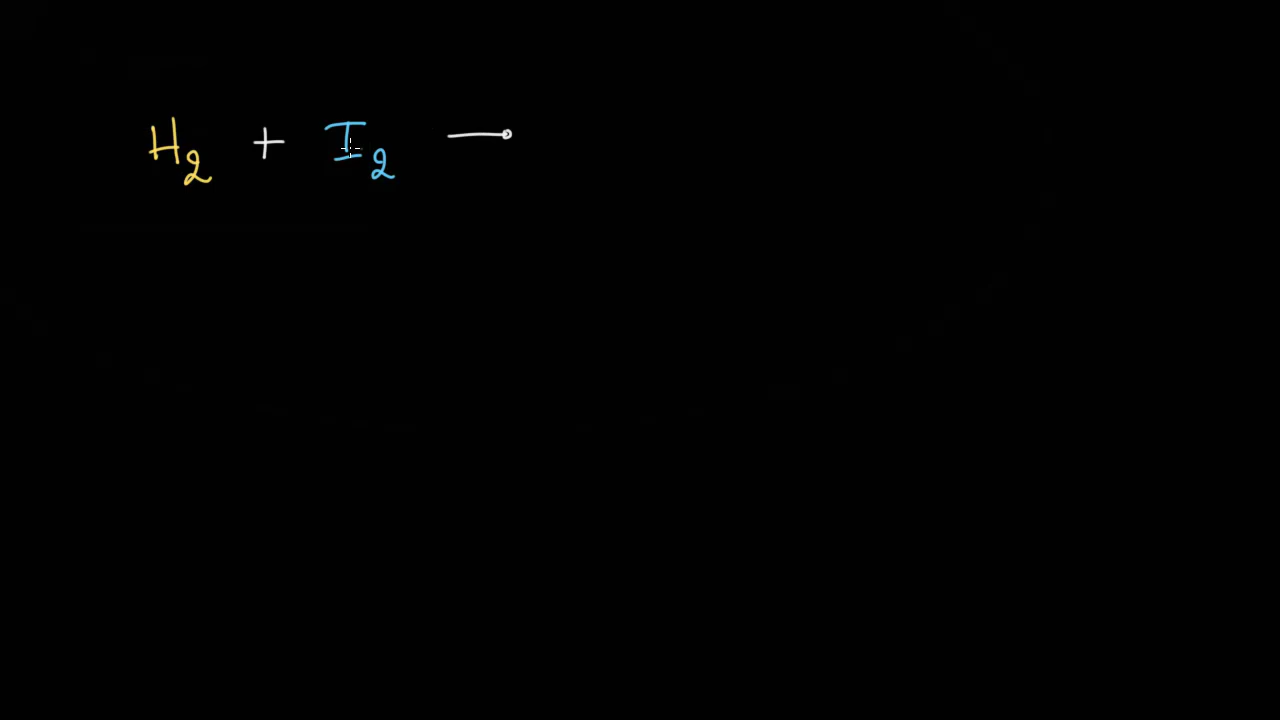 H₂ + I₂ —